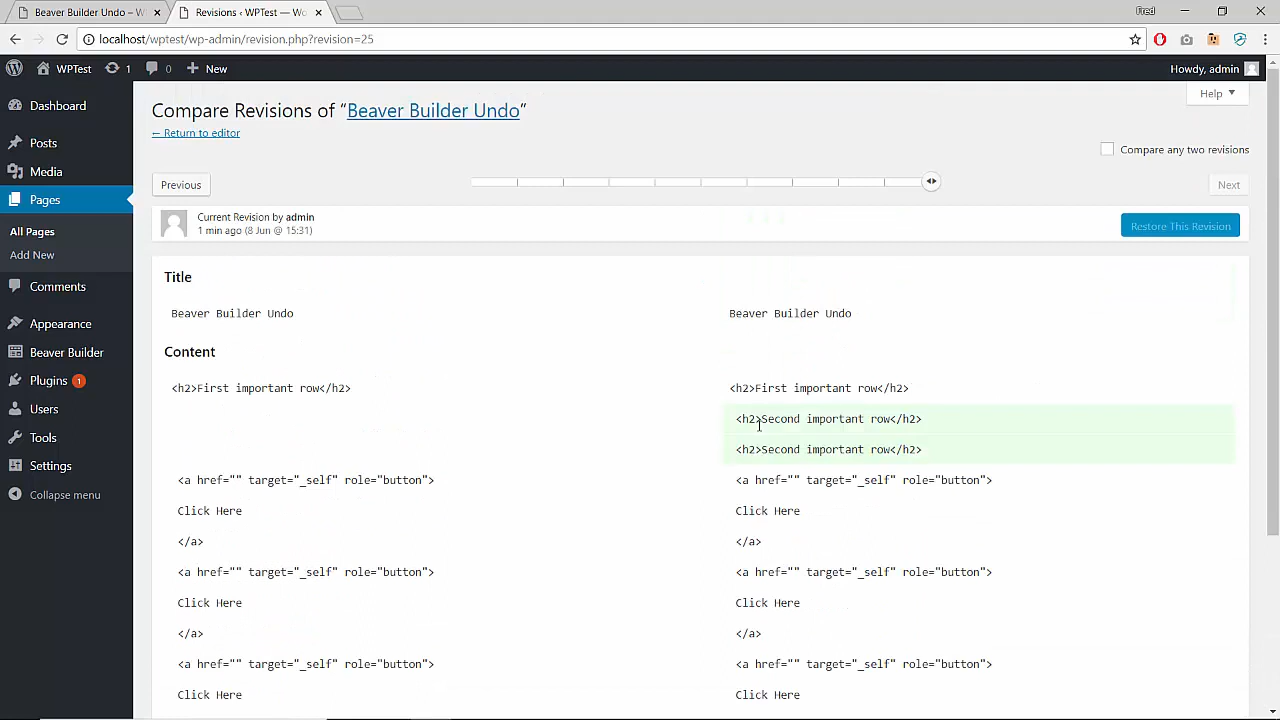 Beaver Builder Undo – W
Revisions ‹ WPTest — Wo
Fred
localhost/wptest/wp-admin/revision.php?revision=25
WPTest
1
0
New
Howdy, admin
Dashboard
Posts
Media
Pages
All Pages
Add New
Comments
Appearance
Beaver Builder
Plugins 1
Users
Tools
Settings
Collapse menu
Help
Compare Revisions of “Beaver Builder Undo”
← Return to editor
Compare any two revisions
Previous
Next
Current Revision by admin
1 min ago (8 Jun @ 15:31)
Restore This Revision
Title
Beaver Builder Undo Beaver Builder Undo
Content
<h2>First important row</h2> <h2>First important row</h2>
<h2>Second important row</h2>
<h2>Second important row</h2>
<a href="" target="_self" role="button"> <a href="" target="_self" role="button">
Click Here Click Here
</a> </a>
<a href="" target="_self" role="button"> <a href="" target="_self" role="button">
Click Here Click Here
</a> </a>
<a href="" target="_self" role="button"> <a href="" target="_self" role="button">
Click Here Click Here